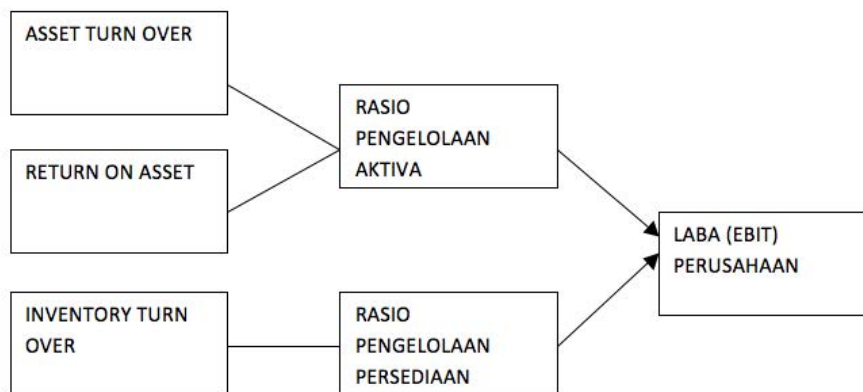 ASSET TURN OVER
RETURN ON ASSET
INVENTORY TURN
OVER
RASIO
PENGELOLAAN
AKTIVA
RASIO
PENGELOLAAN
PERSEDIAAN
LABA (EBIT)
PERUSAHAAN